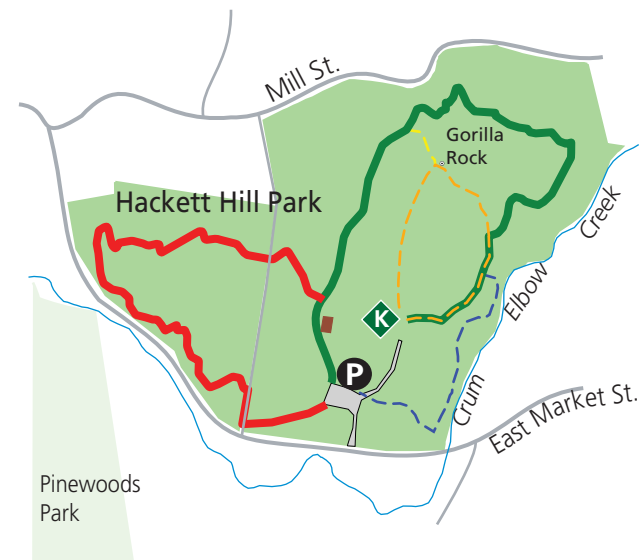 Mill St.
Gorilla
Rock
Hackett Hill Park
Creek
Elbow
Crum
K
P
East Market St.
Pinewoods
Park